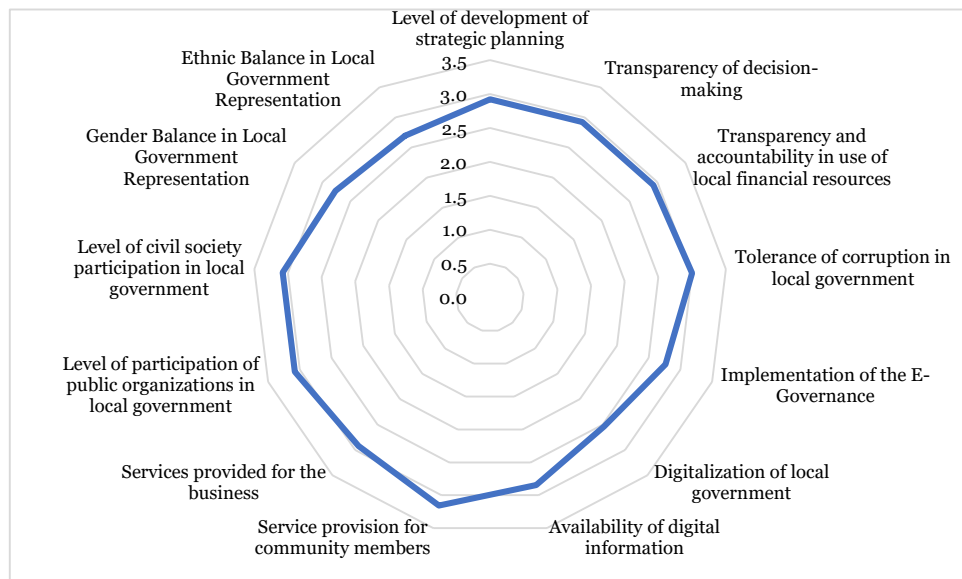 Level of development of
strategic planning
Transparency of decision-
making
Transparency and
accountability in use of
local financial resources
Tolerance of corruption in
local government
Implementation of the E-
Governance
Digitalization of local
government
Availability of digital
information
Service provision for
community members
Services provided for the
business
Level of participation of
public organizations in
local government
Level of civil society
participation in local
government
Gender Balance in Local
Government
Representation
Ethnic Balance in Local
Government
Representation
3.5
3.0
2.5
2.0
1.5
1.0
0.5
0.0